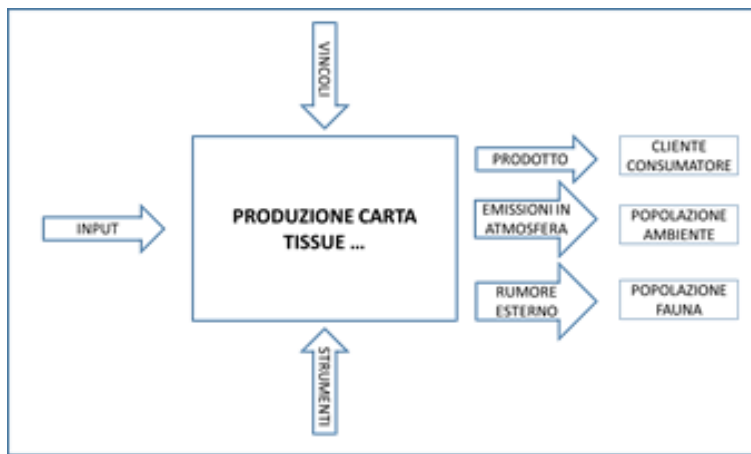 VINCOLI
INPUT
PRODUZIONE CARTA
TISSUE ...
PRODOTTO
CLIENTE
CONSUMATORE
EMISSIONI IN
ATMOSFERA
POPOLAZIONE
AMBIENTE
RUMORE
ESTERNO
POPOLAZIONE
FAUNA
STRUMENTI